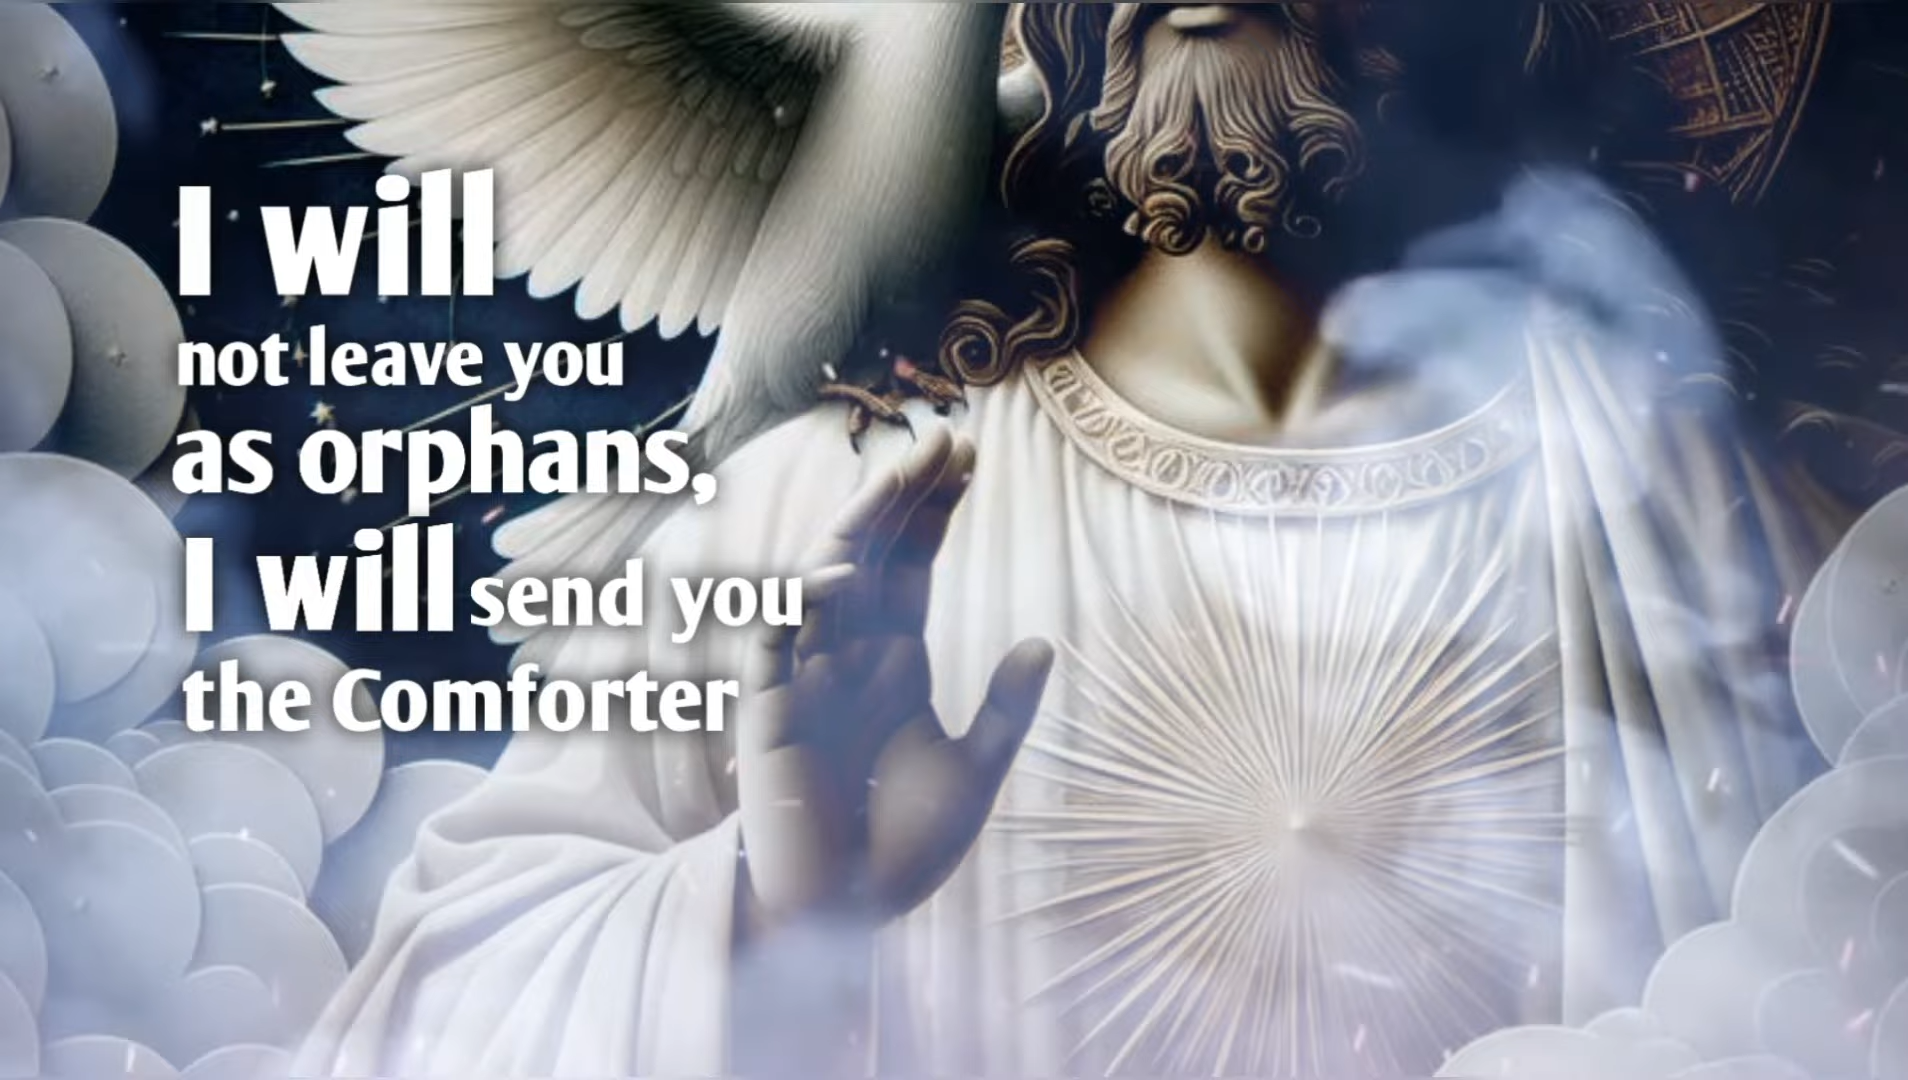 I will
not leave you
as orphans,
I will send you
the Comforter